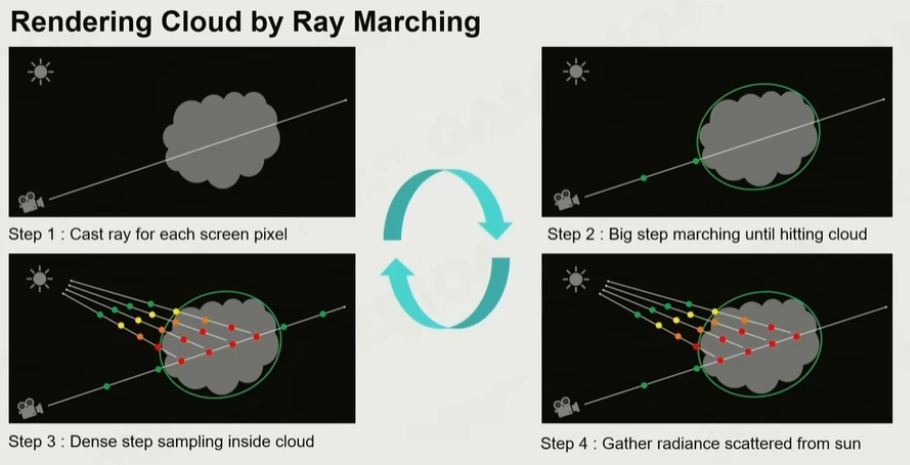 Rendering Cloud by Ray Marching
Step 1 : Cast ray for each screen pixel
Step 2 : Big step marching until hitting cloud
Step 3 : Dense step sampling inside cloud
Step 4 : Gather radiance scattered from sun